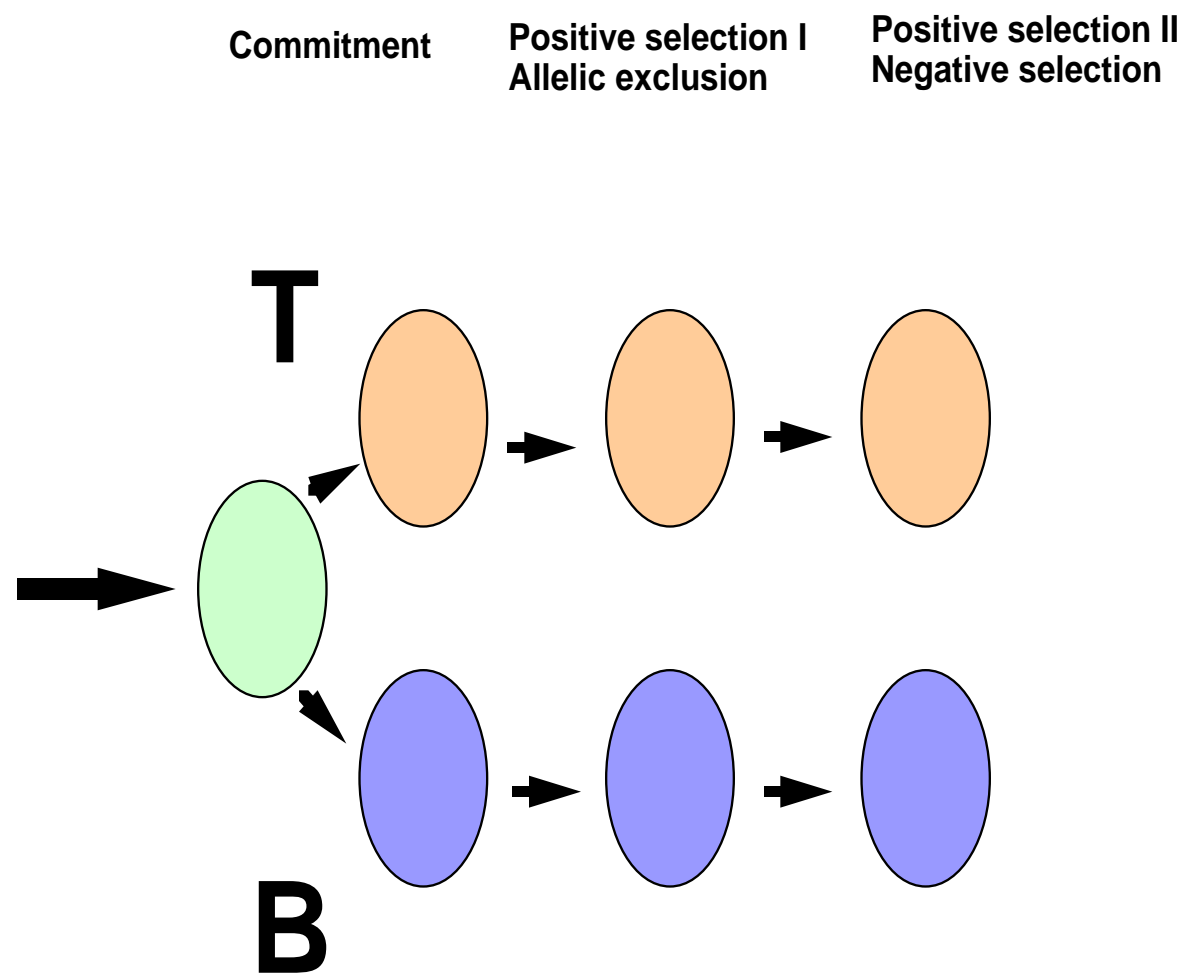 Commitment
Positive selection I
Allelic exclusion
Positive selection II
Negative selection
T
B